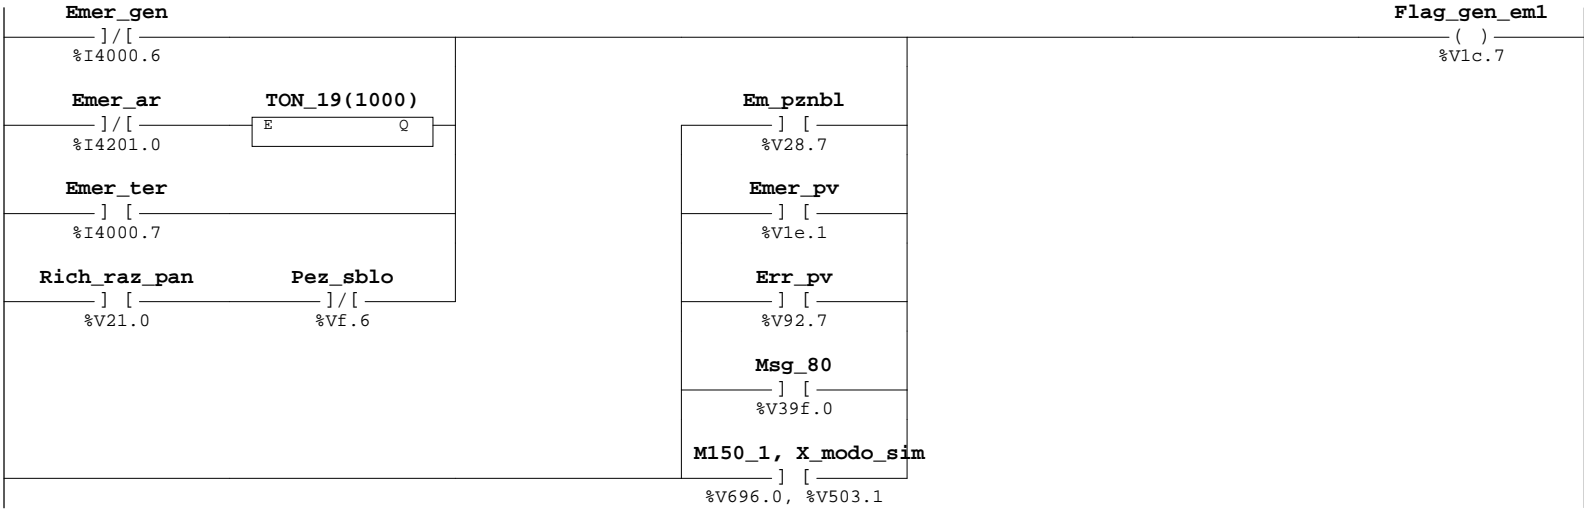 Emer_gen Flag_gen_em1
]/[ ( )
%I4000.6 %V1c.7
Emer_ar TON_19(1000) Em_pznbl
]/[ E Q ] [
%I4201.0 %V28.7
Emer_ter Emer_pv
] [ ] [
%I4000.7 %V1e.1
Rich_raz_pan Pez_sblo Err_pv
] [ ]/[ ] [
%V21.0 %Vf.6 %V92.7
Msg_80
] [
%V39f.0
M150_1, X_modo_sim
] [
%V696.0, %V503.1